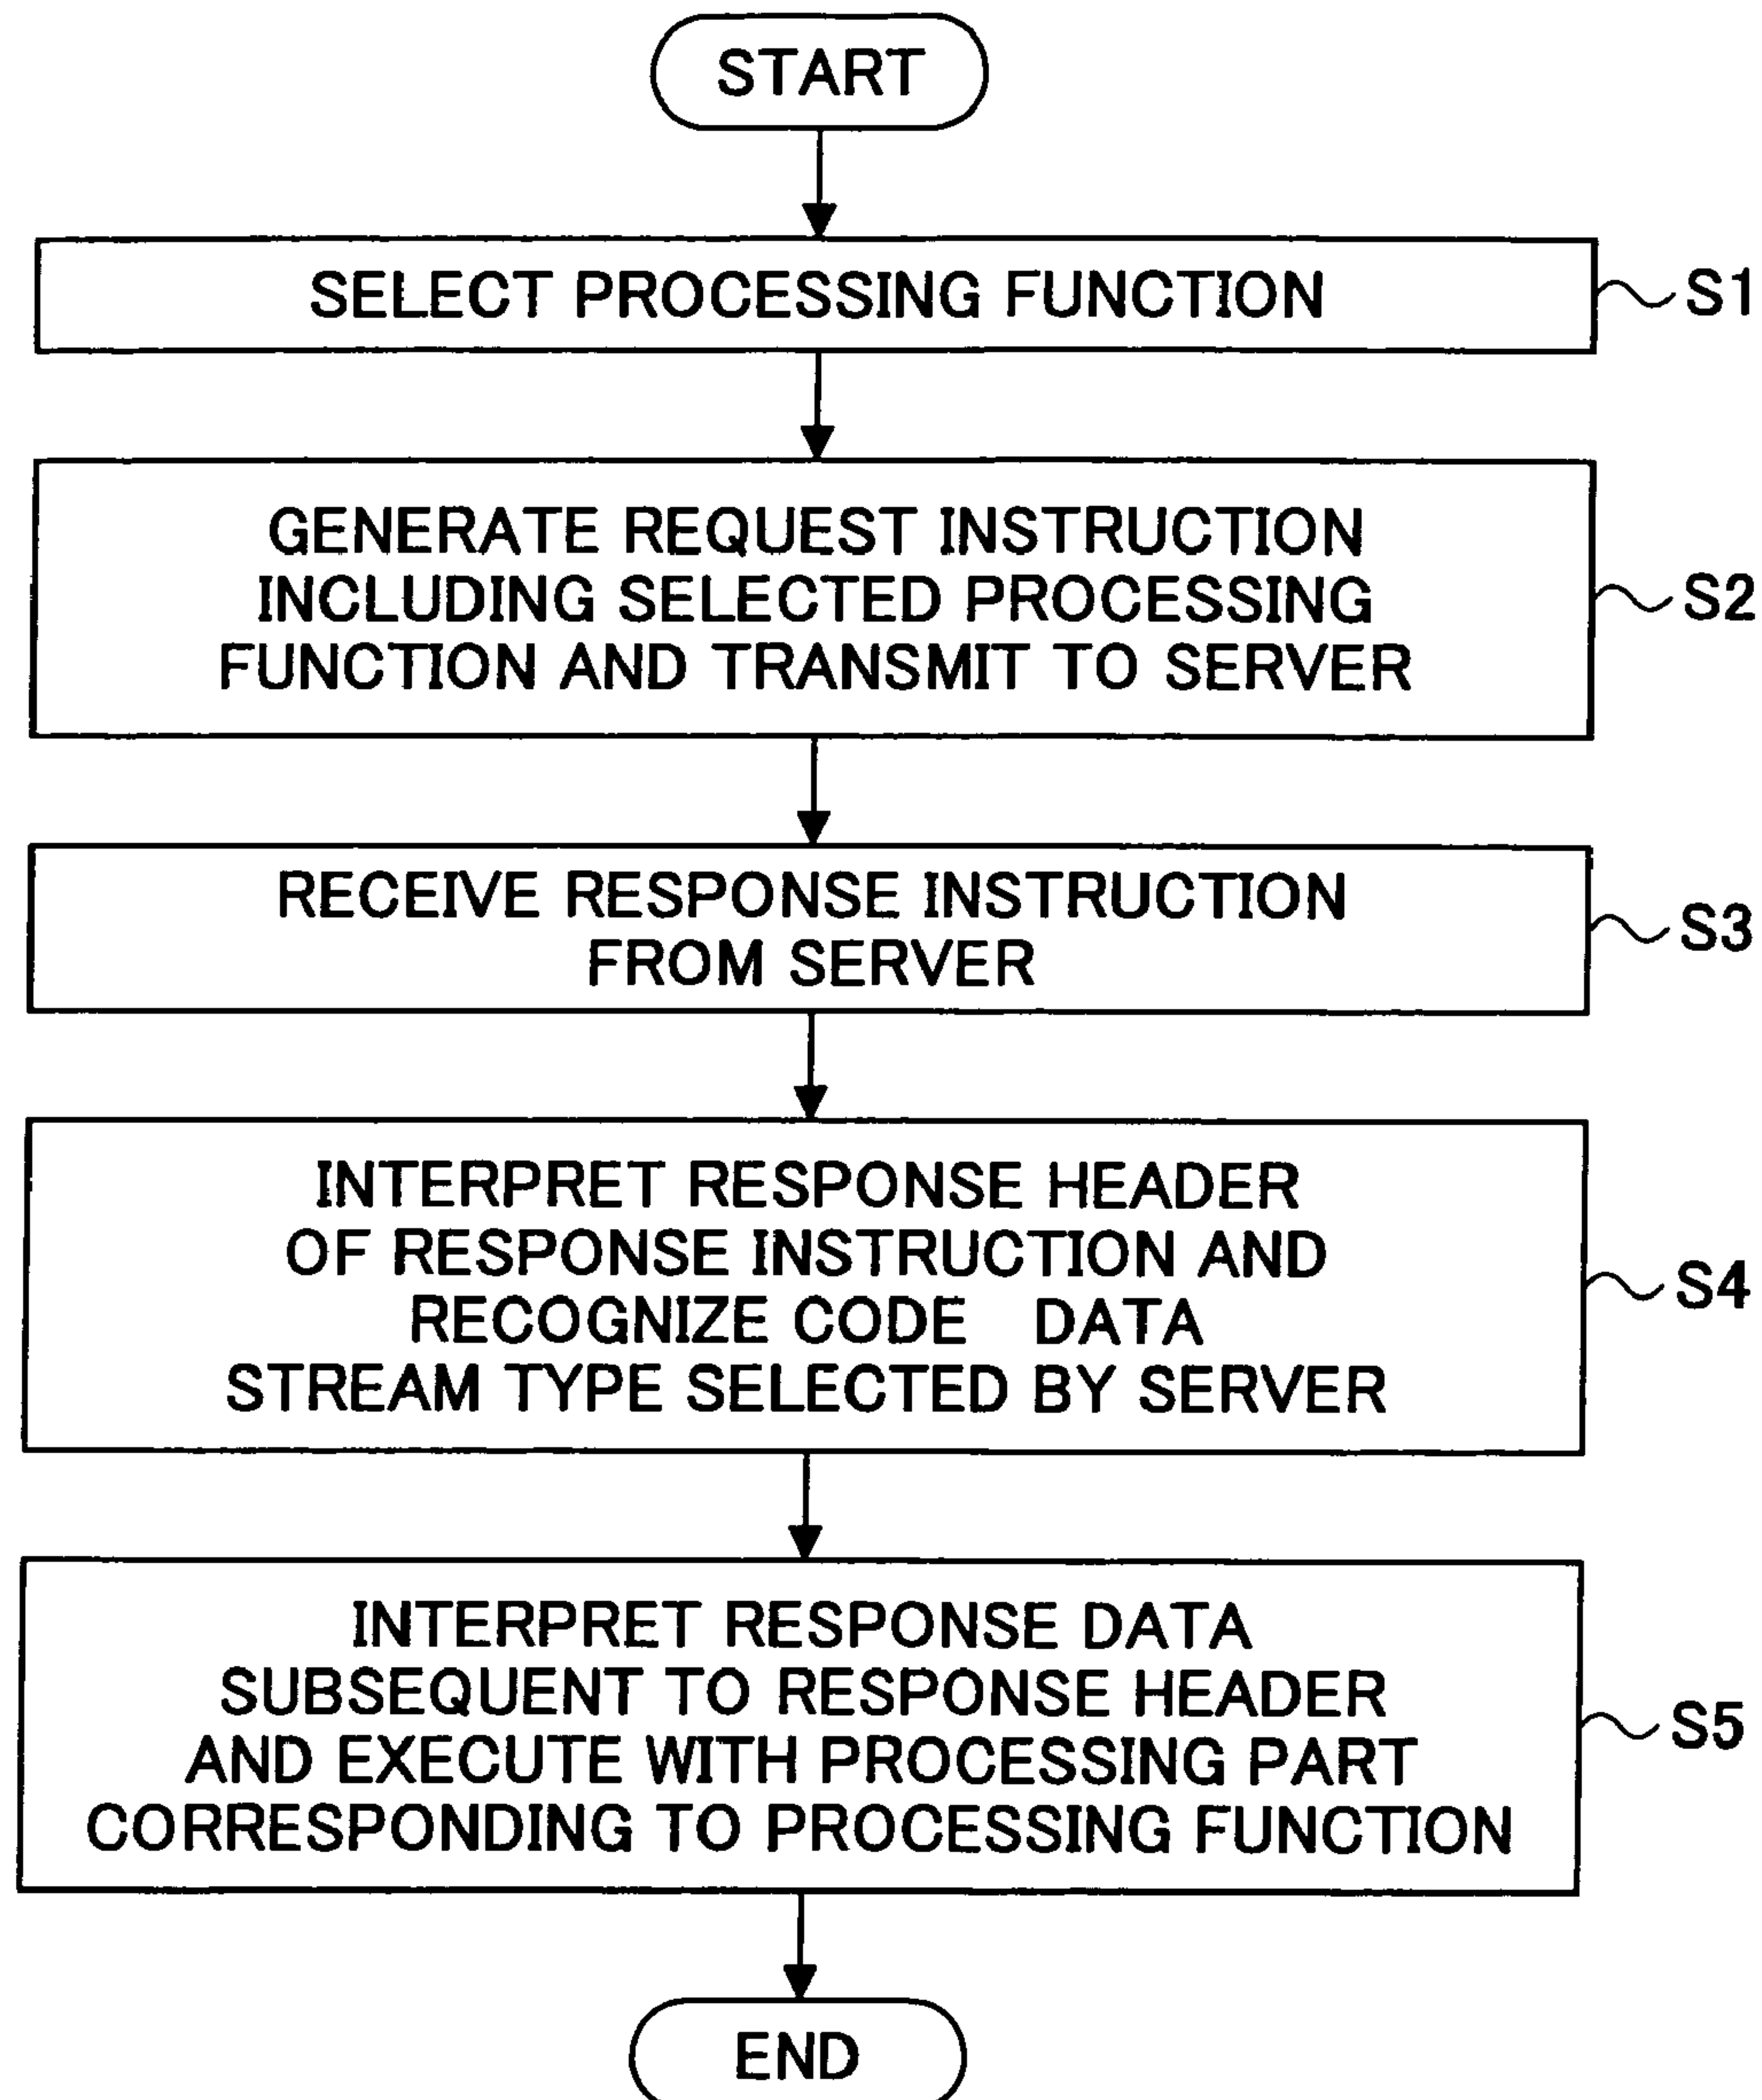 START
SELECT PROCESSING FUNCTION
S1
GENERATE REQUEST INSTRUCTION
INCLUDING SELECTED PROCESSING
FUNCTION AND TRANSMIT TO SERVER
S2
RECEIVE RESPONSE INSTRUCTION
FROM SERVER
S3
INTERPRET RESPONSE HEADER
OF RESPONSE INSTRUCTION AND
RECOGNIZE CODE DATA
STREAM TYPE SELECTED BY SERVER
S4
INTERPRET RESPONSE DATA
SUBSEQUENT TO RESPONSE HEADER
AND EXECUTE WITH PROCESSING PART
CORRESPONDING TO PROCESSING FUNCTION
S5
END